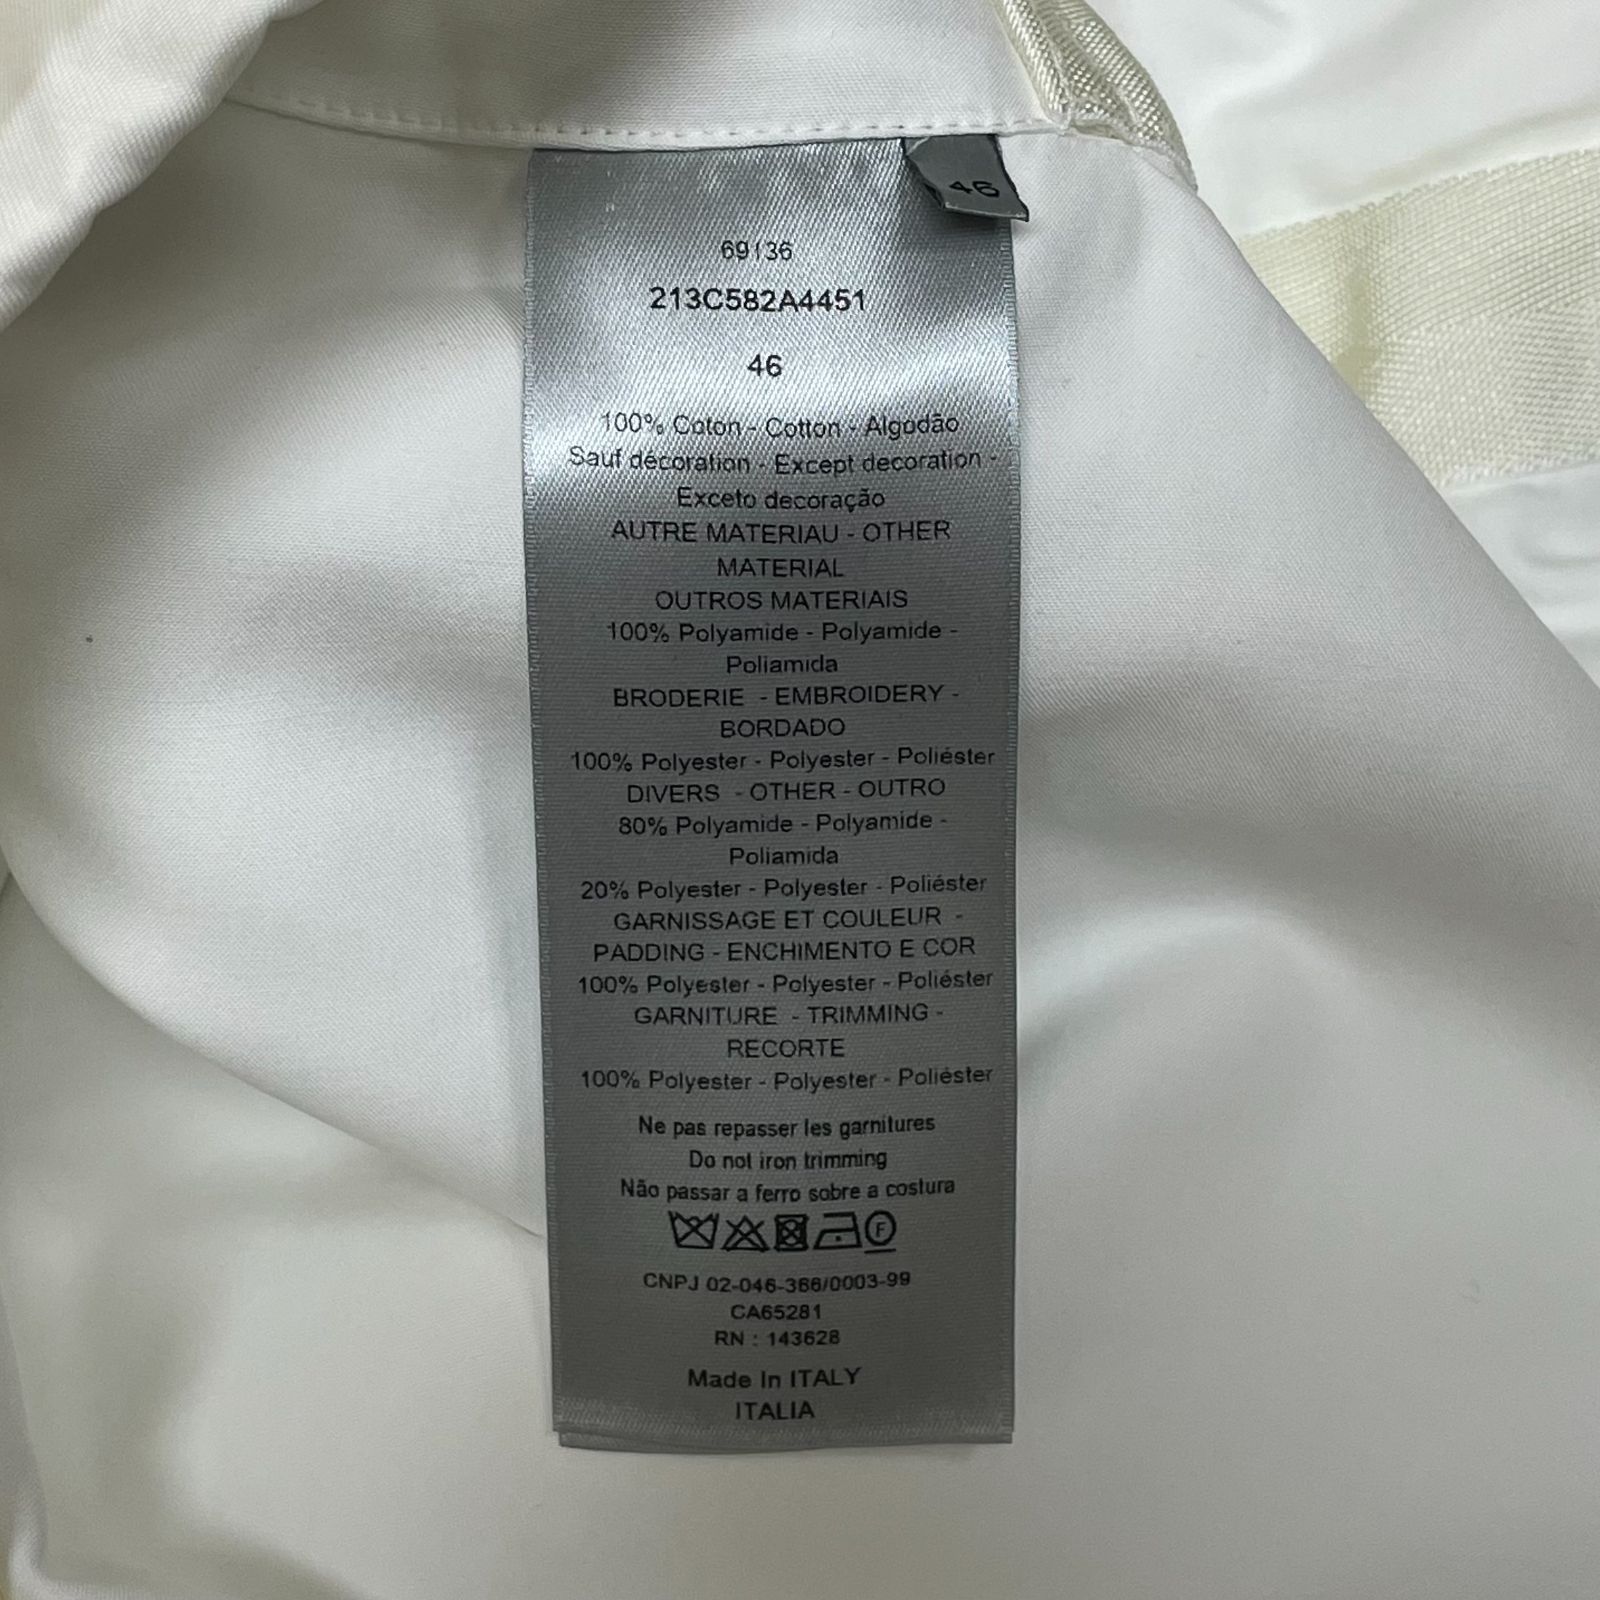 46
69136
213C582A4451
46
100% Coton - Cotton - Algodão
Sauf décoration - Except decoration -
Exceto decoração
AUTRE MATERIAU - OTHER
MATERIAL
OUTROS MATERIAIS
100% Polyamide - Polyamide -
Poliamida
BRODERIE - EMBROIDERY -
BORDADO
100% Polyester - Polyester - Poliéster
DIVERS - OTHER - OUTRO
80% Polyamide - Polyamide -
Poliamida
20% Polyester - Polyester - Poliéster
GARNISSAGE ET COULEUR -
PADDING - ENCHIMENTO E COR
100% Polyester - Polyester - Poliéster
GARNITURE - TRIMMING -
RECORTE
100% Polyester - Polyester - Poliéster
Ne pas repasser les garnitures
Do not iron trimming
Não passar a ferro sobre a costura
F
CNPJ 02-046-366/0003-99
CA65281
RN : 143628
Made In ITALY
ITALIA